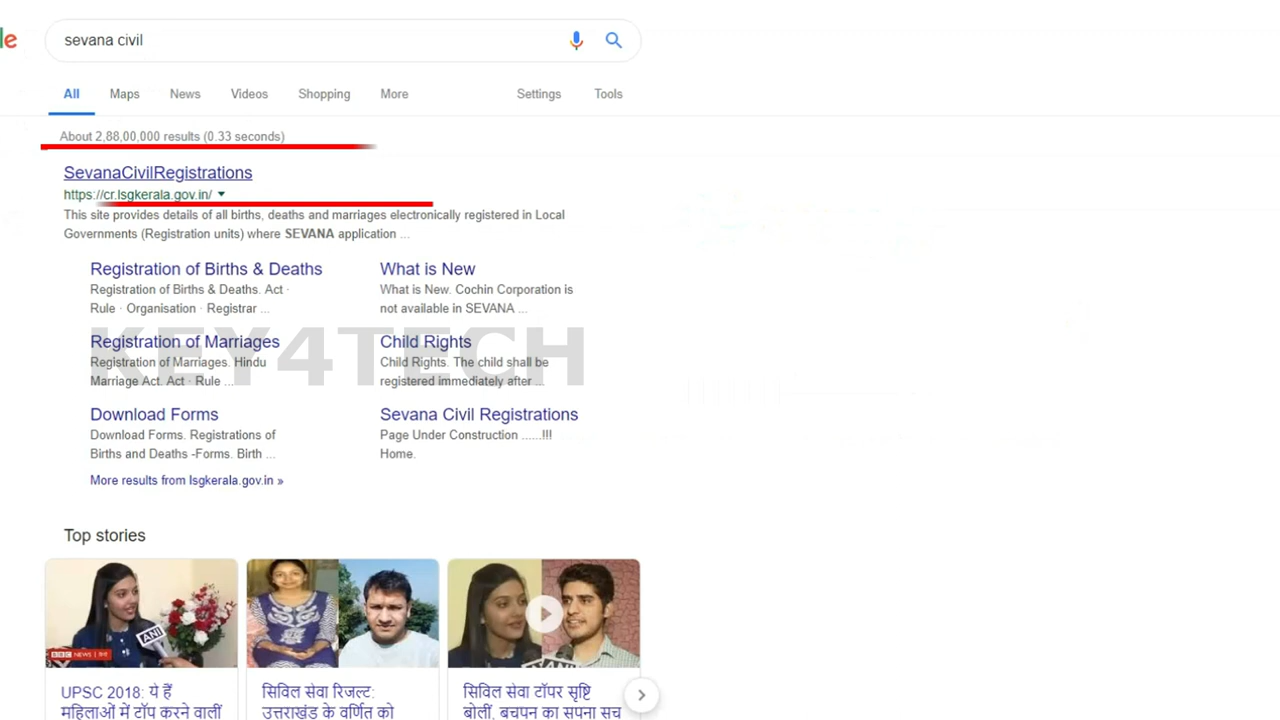 le
sevana civil
All Maps News Videos Shopping More Settings Tools
About 2,88,00,000 results (0.33 seconds)
SevanaCivilRegistrations
https://cr.lsgkerala.gov.in/
This site provides details of all births, deaths and marriages electronically registered in Local
Governments (Registration units) where SEVANA application ...
Registration of Births & Deaths
Registration of Births & Deaths. Act ·
Rule · Organisation · Registrar ...
What is New
What is New. Cochin Corporation is
not available in SEVANA ...
KEY4TECH
Registration of Marriages
Registration of Marriages. Hindu
Marriage Act. Act · Rule ...
Child Rights
Child Rights. The child shall be
registered immediately after ...
Download Forms
Download Forms. Registrations of
Births and Deaths -Forms. Birth ...
Sevana Civil Registrations
Page Under Construction ......!!!
Home.
More results from lsgkerala.gov.in »
Top stories
ANI
BBC NEWS | हिन्दी
UPSC 2018: ये हैं
महिलाओं में टॉप करने वालीं
सिविल सेवा रिजल्ट:
उत्तराखंड के वर्णित को
ANI
सिविल सेवा टॉपर सृष्टि
बोलीं, बचपन का सपना सच